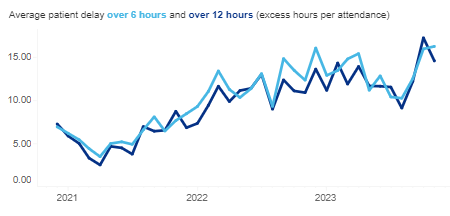 Average patient delay over 6 hours and over 12 hours (excess hours per attendance)
15.00
10.00
5.00
0.00
2021 2022 2023